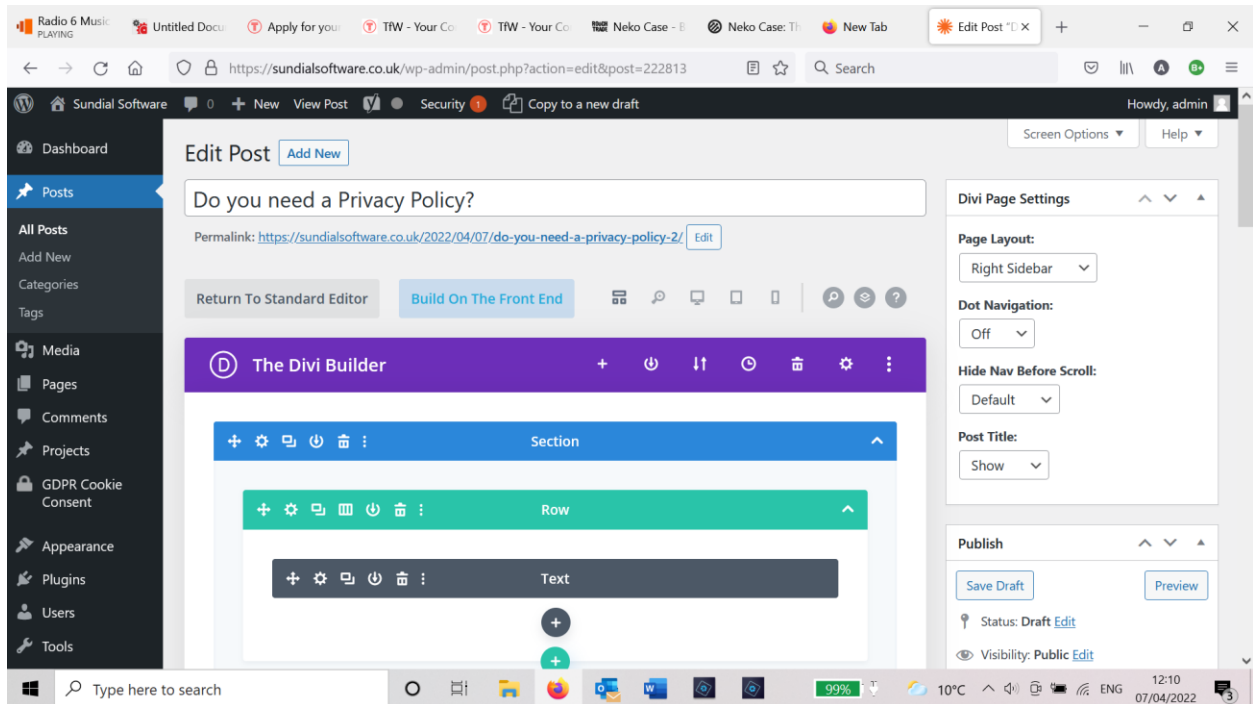 Radio 6 Music
PLAYING
Untitled Docu
Apply for your
TfW - Your Co
TfW - Your Co
Neko Case - B
Neko Case: Th
New Tab
Edit Post "D
https://sundialsoftware.co.uk/wp-admin/post.php?action=edit&post=222813
Search
Sundial Software 0 New View Post Security 1 Copy to a new draft Howdy, admin
Screen Options Help
Dashboard
Posts
All Posts
Add New
Categories
Tags
Media
Pages
Comments
Projects
GDPR Cookie
Consent
Appearance
Plugins
Users
Tools
Edit Post Add New
Do you need a Privacy Policy?
Permalink: https://sundialsoftware.co.uk/2022/04/07/do-you-need-a-privacy-policy-2/ Edit
Return To Standard Editor Build On The Front End
D The Divi Builder
Section
Row
Text
Divi Page Settings
Page Layout:
Right Sidebar
Dot Navigation:
Off
Hide Nav Before Scroll:
Default
Post Title:
Show
Publish
Save Draft Preview
Status: Draft Edit
Visibility: Public Edit
Type here to search
99%
10°C
ENG
12:10
07/04/2022
3